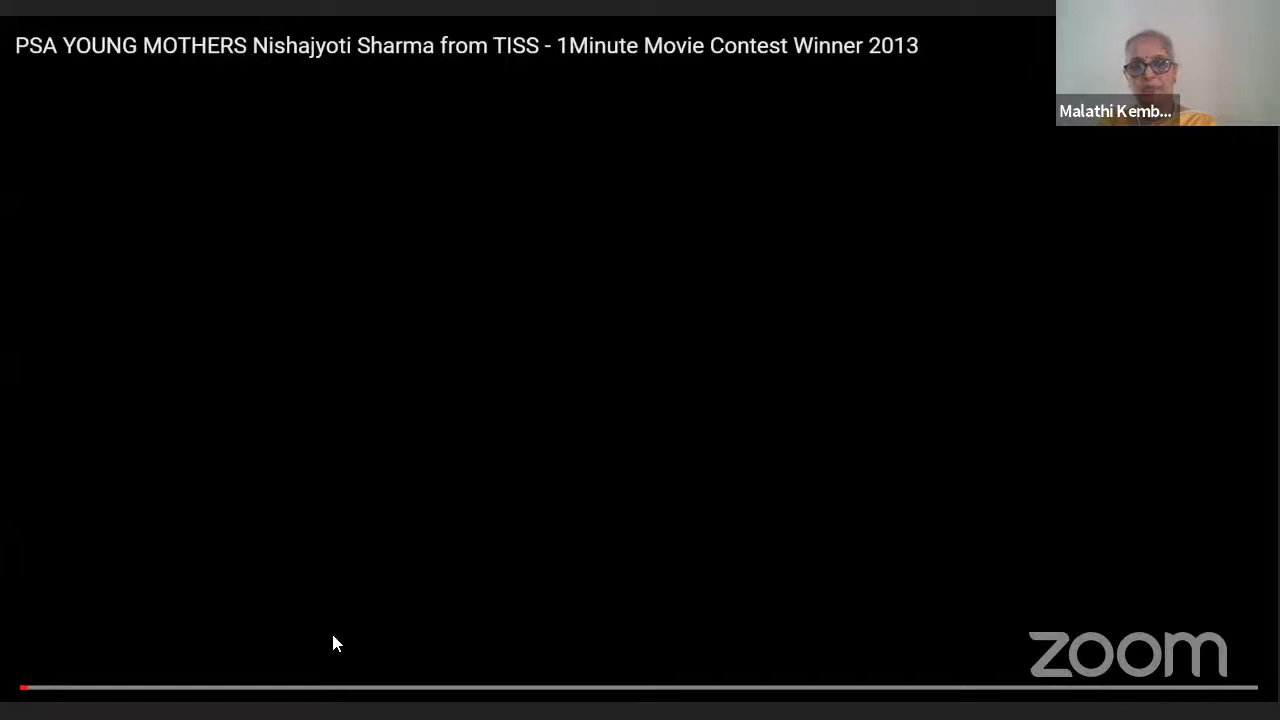 PSA YOUNG MOTHERS Nishajyoti Sharma from TISS - 1Minute Movie Contest Winner 2013
Malathi Kemb...
zoom